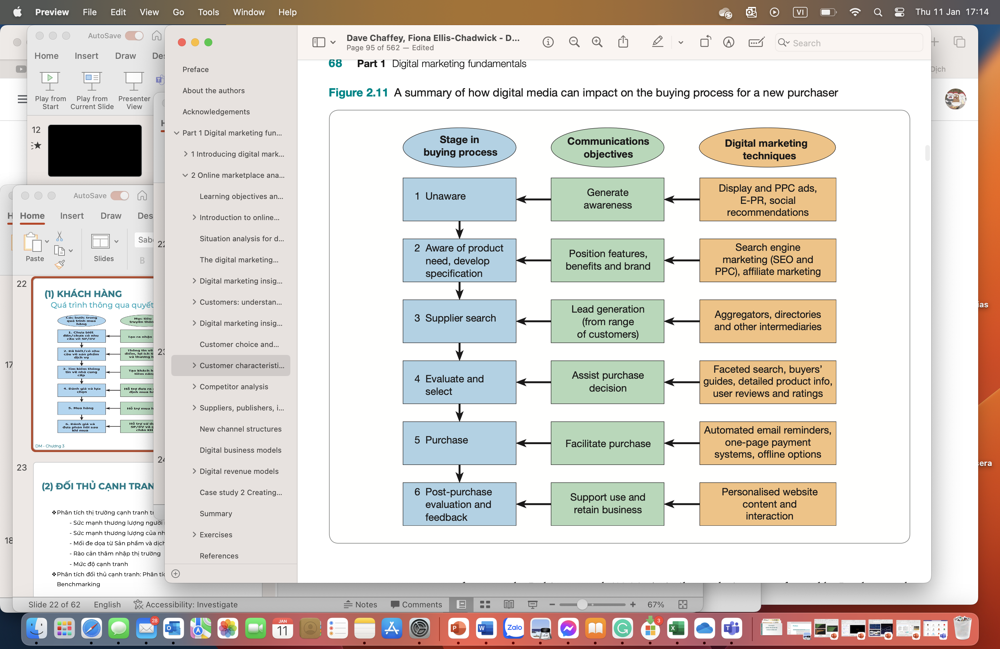 Preview File Edit View Go Tools Window Help
VI Thu 11 Jan 17:14
AutoSave
Home Insert Draw
Play from Start
Play from Current Slide
Presenter View
12
AutoSave
Home Insert Draw Des
Paste
Slides
B
22
(1) KHÁCH HÀNG
Quá trình thông qua quyết
Các bước trong
quá trình mua
hàng
Mục tiêu
1. Chưa biết
đến/chưa có nhu
cầu về SP/DV
Tạo ra nhận
2. Đã biết/có nhu
cầu về sản phẩm
dịch vụ
Thông tin về
điểm, lợi ích
và thương
3. Tìm kiếm thông
tin về nhà cung
cấp
Tạo khách
4. Đánh giá và lựa
chọn
Hỗ trợ đưa ra
định mua
5. Mua hàng
Hỗ trợ mua
6. Đánh giá và
đưa phản hồi sau
khi mua
Hỗ trợ sử
SP/DV và
chân KH
DM - Chương 3
17
18
23
(2) ĐỐI THỦ CẠNH TRAN
❖Phân tích thị trường cạnh tranh
- Sức mạnh thương lượng người
- Sức mạnh thương lượng của
- Mối đe dọa từ Sản phẩm và dịch
- Rào cản thâm nhập thị trường
- Mức độ cạnh tranh
❖Phân tích đối thủ cạnh tranh: Phân
Benchmarking
Slide 22 of 62 English Accessibility: Investigate Notes Comments 67%
Preface
About the authors
Acknowledgements
Part 1 Digital marketing fun...
1 Introducing digital mark...
2 Online marketplace ana...
Learning objectives an...
Introduction to online...
Situation analysis for d...
The digital marketing...
Digital marketing insig...
Customers: understan...
Digital marketing insig...
Customer choice and...
Customer characteristi...
Competitor analysis
Suppliers, publishers, i...
New channel structures
Digital business models
Digital revenue models
Case study 2 Creating...
Summary
Exercises
References
Dave Chaffey, Fiona Ellis-Chadwick - D...
Page 95 of 562 — Edited
Search
68 Part 1 Digital marketing fundamentals
Figure 2.11 A summary of how digital media can impact on the buying process for a new purchaser
Stage in
buying process
Communications
objectives
Digital marketing
techniques
1 Unaware
Generate
awareness
Display and PPC ads,
E-PR, social
recommendations
2 Aware of product
need, develop
specification
Position features,
benefits and brand
Search engine
marketing (SEO and
PPC), affiliate marketing
3 Supplier search
Lead generation
(from range
of customers)
Aggregators, directories
and other intermediaries
4 Evaluate and
select
Assist purchase
decision
Faceted search, buyers’
guides, detailed product info,
user reviews and ratings
5 Purchase
Facilitate purchase
Automated email reminders,
one-page payment
systems, offline options
6 Post-purchase
evaluation and
feedback
Support use and
retain business
Personalised website
content and
interaction
Dịch
28
JAN
11
Zalo
3